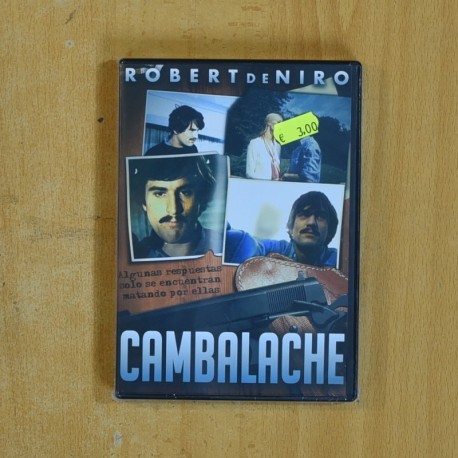 ROBERT DE NIRO
€ 3,00
Algunas respuestas
solo se encuentran
matando por ellas
CAMBALACHE